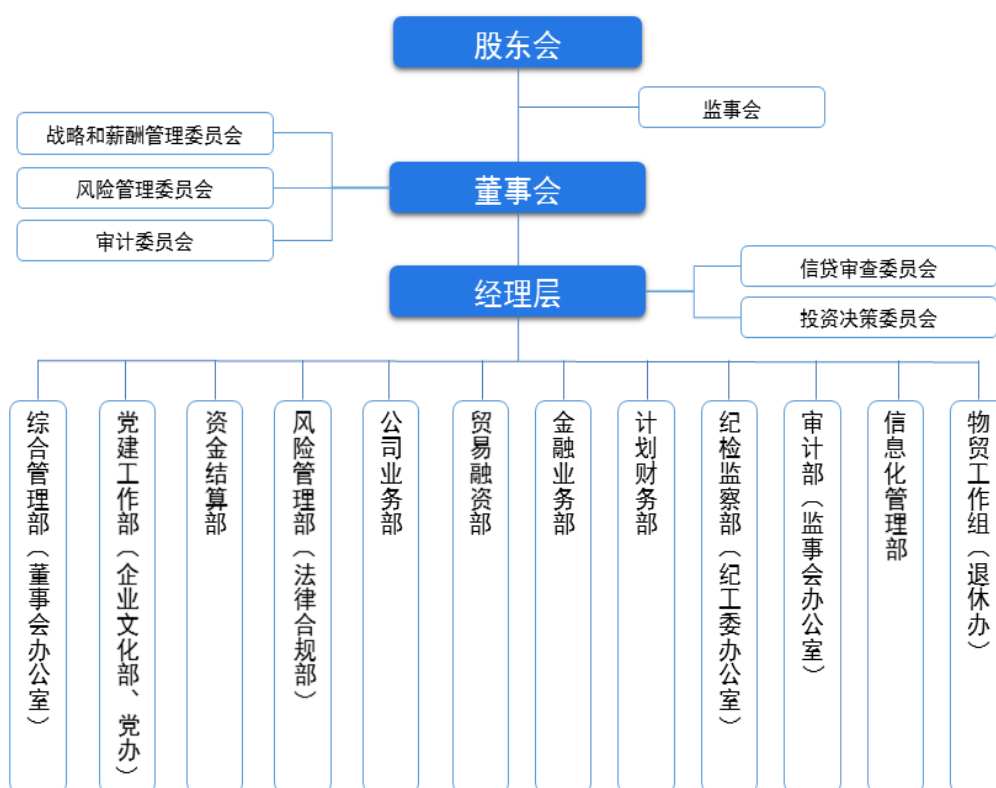 股东会
监事会
战略和薪酬管理委员会
风险管理委员会
审计委员会
董事会
经理层
信贷审查委员会
投资决策委员会
综合管理部（董事会办公室）
党建工作部（企业文化部、党办）
资金结算部
风险管理部（法律合规部）
公司业务部
贸易融资部
金融业务部
计划财务部
纪检监察部（纪工委办公室）
审计部（监事会办公室）
信息化管理部
物贸工作组（退休办）